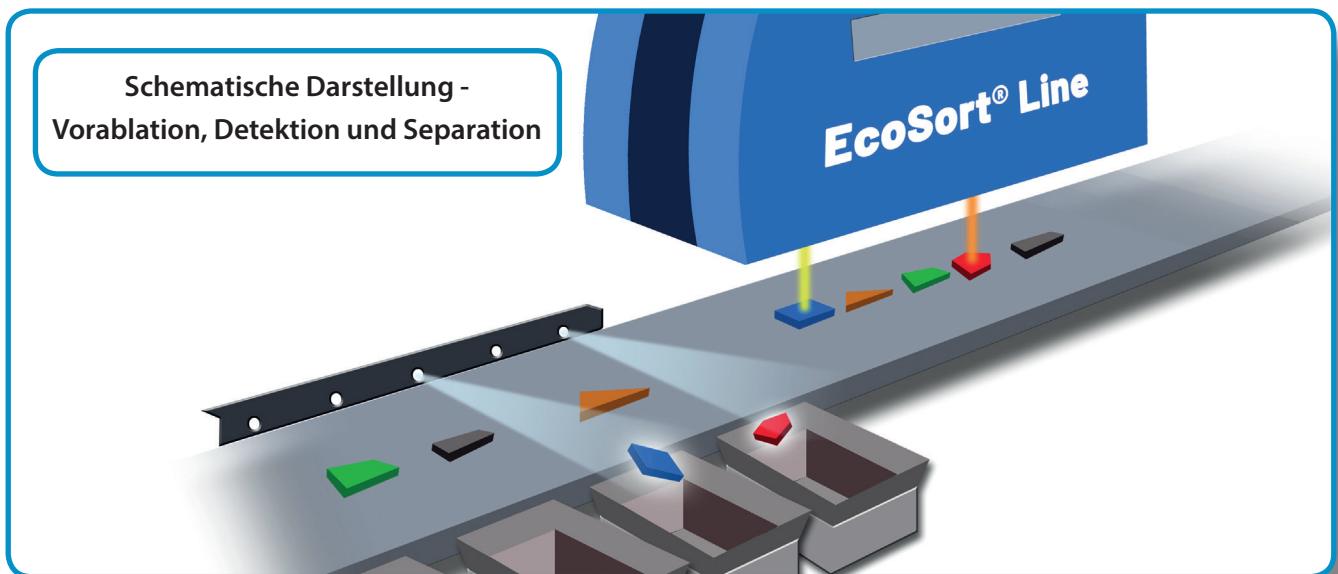 Schematische Darstellung -
Vorablation, Detektion und Separation
EcoSort® Line